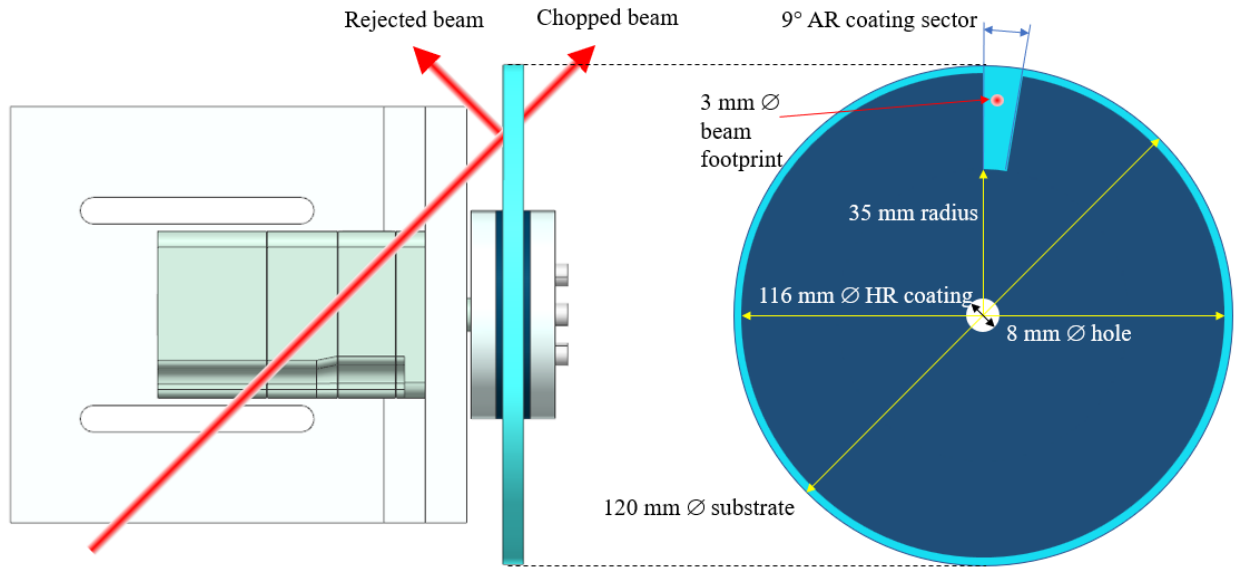 Rejected beam
Chopped beam
9° AR coating sector
3 mm ∅
beam
footprint
35 mm radius
116 mm ∅ HR coating
8 mm ∅ hole
120 mm ∅ substrate